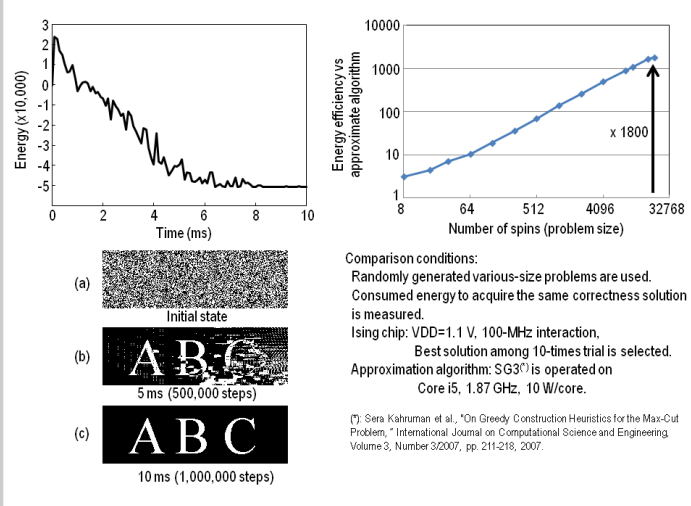 3
2
1
0
-1
-2
-3
-4
-5
Energy (x10,000)
0
2
4
6
8
10
Time (ms)
(a)
Initial state
(b)
A B C
5 ms (500,000 steps)
(c)
A B C
10 ms (1,000,000 steps)
10000
1000
100
10
1
Energy efficiency vs
approximate algorithm
x 1800
8
64
512
4096
32768
Number of spins (problem size)
Comparison conditions:
Randomly generated various-size problems are used.
Consumed energy to acquire the same correctness solution
is measured.
Ising chip: VDD=1.1 V, 100-MHz interaction,
Best solution among 10-times trial is selected.
Approximation algorithm: SG3(*) is operated on
Core i5, 1.87 GHz, 10 W/core.
(*): Sera Kahruman et al., "On Greedy Construction Heuristics for the Max-Cut
Problem, " International Journal on Computational Science and Engineering,
Volume 3, Number 3/2007, pp. 211-218, 2007.